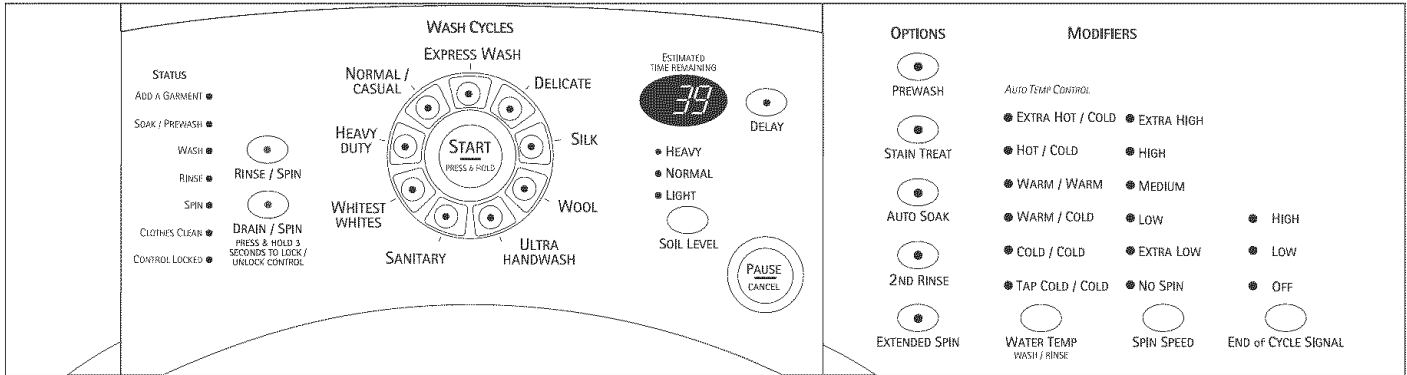 WASH CYCLES
EXPRESS WASH
NORMAL /
CASUAL
DELICATE
HEAVY
DUTY
SILK
START
PRESS & HOLD
WHITEST
WHITES
WOOL
SANITARY
ULTRA
HANDWASH
STATUS
ADD A GARMENT
SOAK / PREWASH
WASH
RINSE
SPIN
CLOTHES CLEAN
CONTROL LOCKED
RINSE / SPIN
DRAIN / SPIN
PRESS & HOLD 3
SECONDS TO LOCK /
UNLOCK CONTROL
ESTIMATED
TIME REMAINING
39
DELAY
HEAVY
NORMAL
LIGHT
SOIL LEVEL
PAUSE
CANCEL
OPTIONS
PREWASH
STAIN TREAT
AUTO SOAK
2ND RINSE
EXTENDED SPIN
MODIFIERS
AUTO TEMP CONTROL
EXTRA HOT / COLD
HOT / COLD
WARM / WARM
WARM / COLD
COLD / COLD
TAP COLD / COLD
WATER TEMP
WASH / RINSE
EXTRA HIGH
HIGH
MEDIUM
LOW
EXTRA LOW
NO SPIN
SPIN SPEED
HIGH
LOW
OFF
END of CYCLE SIGNAL